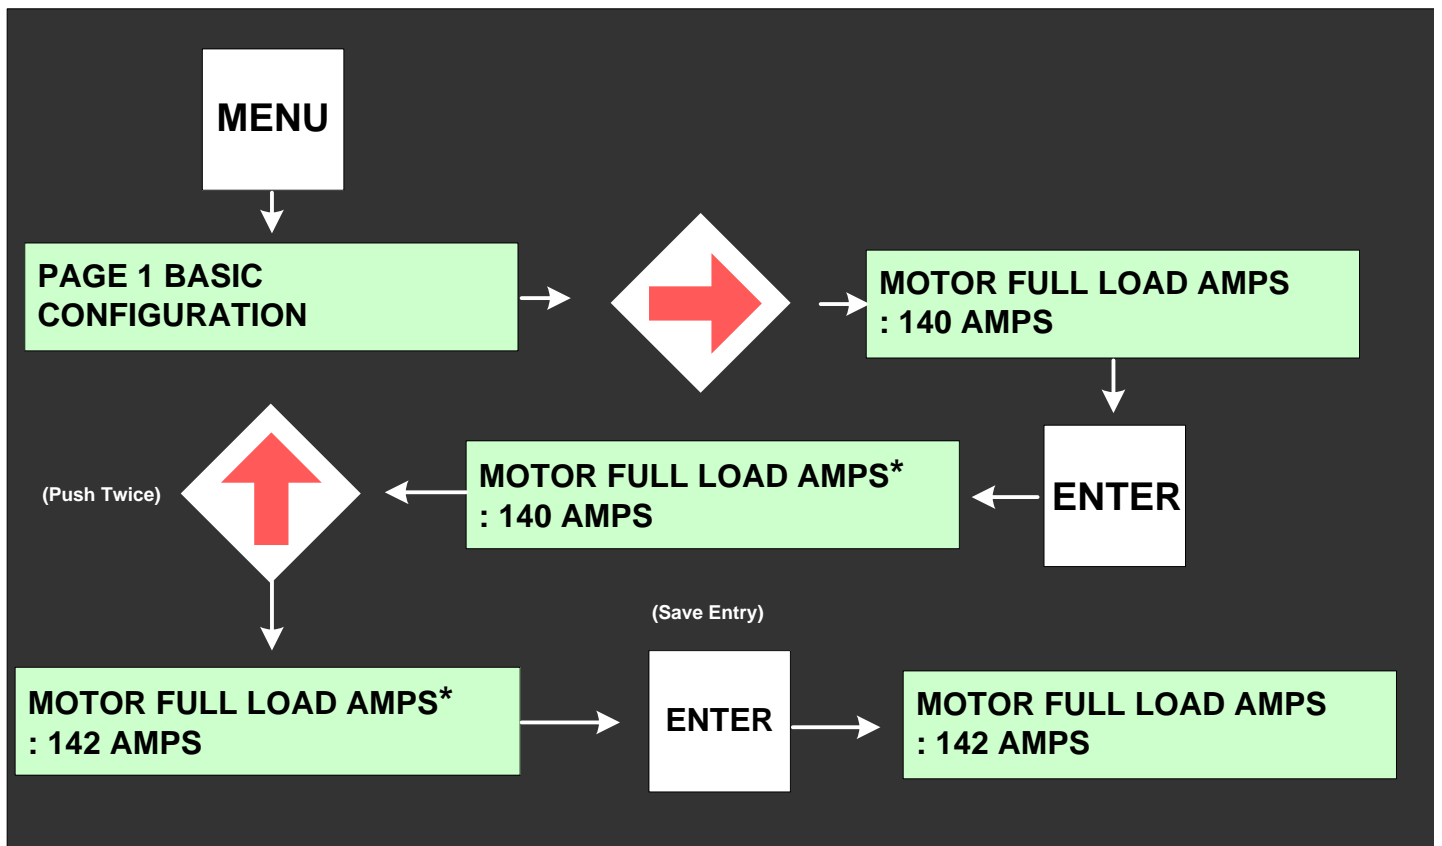 MENU
PAGE 1 BASIC
CONFIGURATION
MOTOR FULL LOAD AMPS
: 140 AMPS
ENTER
MOTOR FULL LOAD AMPS*
: 140 AMPS
(Push Twice)
MOTOR FULL LOAD AMPS*
: 142 AMPS
(Save Entry)
ENTER
MOTOR FULL LOAD AMPS
: 142 AMPS